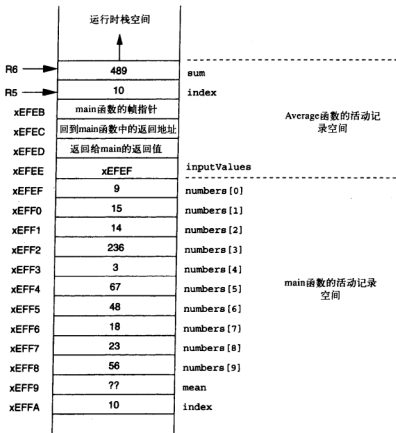 运行时栈空间
R6 489 sum
R5 10 index
xEFEB main函数的帧指针
xEFEC 回到main函数中的返回地址
Average函数的活动记
录空间
xEFED 返回给main的返回值
xEFEE xEFEF inputValues
xEFEF 9 numbers[0]
xEFF0 15 numbers[1]
xEFF1 14 numbers[2]
xEFF2 236 numbers[3]
xEFF3 3 numbers[4]
xEFF4 67 numbers[5]
main函数的活动记录
空间
xEFF5 48 numbers[6]
xEFF6 18 numbers[7]
xEFF7 23 numbers[8]
xEFF8 56 numbers[9]
xEFF9 ?? mean
xEFFA 10 index